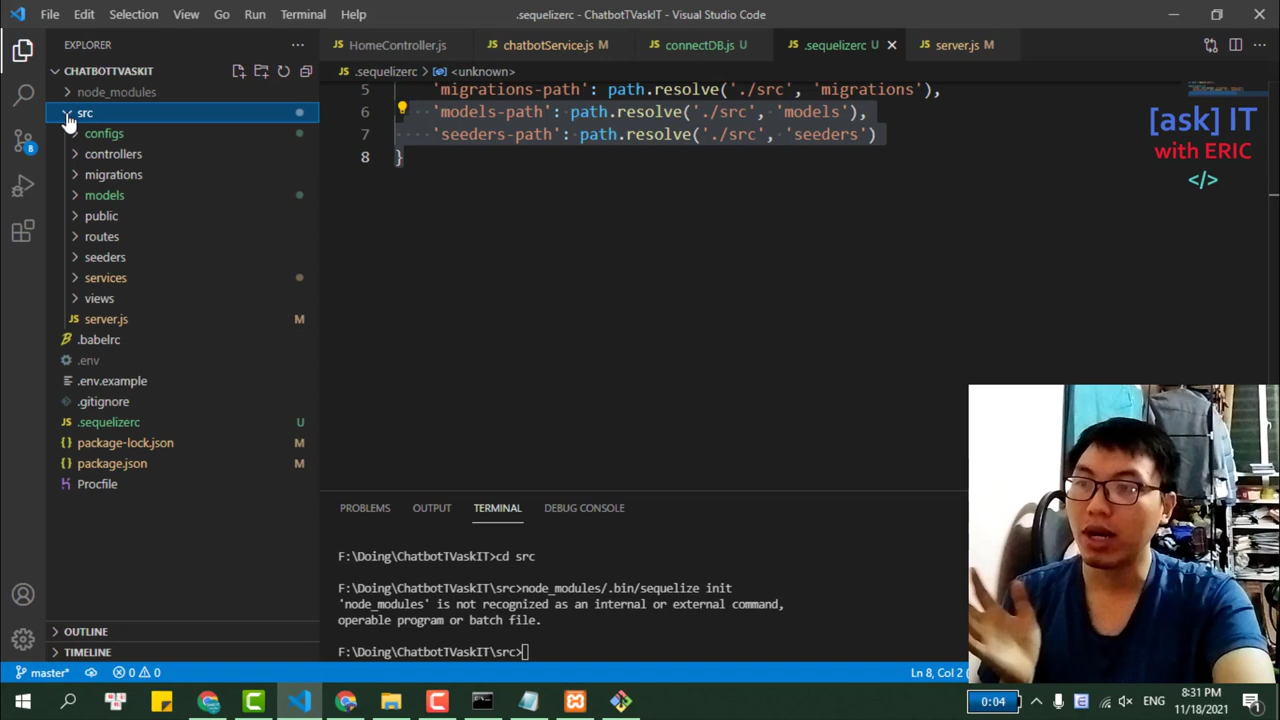 File Edit Selection View Go Run Terminal Help
.sequelizerc - ChatbotTVaskIT - Visual Studio Code
EXPLORER
HomeController.js
chatbotService.js M
connectDB.js U
.sequelizerc U
server.js M
CHATBOTTVASKIT
.sequelizerc > <unknown>
node_modules
src
configs
controllers
migrations
models
public
routes
seeders
services
views
JS server.js M
.babelrc
.env
.env.example
.gitignore
JS .sequelizerc U
{} package-lock.json M
{} package.json M
Procfile
OUTLINE
TIMELINE
8
5 'migrations-path': path.resolve('./src', 'migrations'),
6 'models-path': path.resolve('./src', 'models'),
7 'seeders-path': path.resolve('./src', 'seeders')
8 }
[ask] IT
with ERIC
</>
PROBLEMS OUTPUT TERMINAL DEBUG CONSOLE
F:\Doing\ChatbotTVaskIT>cd src
F:\Doing\ChatbotTVaskIT\src>node_modules/.bin/sequelize init
'node_modules' is not recognized as an internal or external command,
operable program or batch file.
F:\Doing\ChatbotTVaskIT\src>
master* 0 0
Ln 8, Col 2
0:04
ENG
8:31 PM
11/18/2021